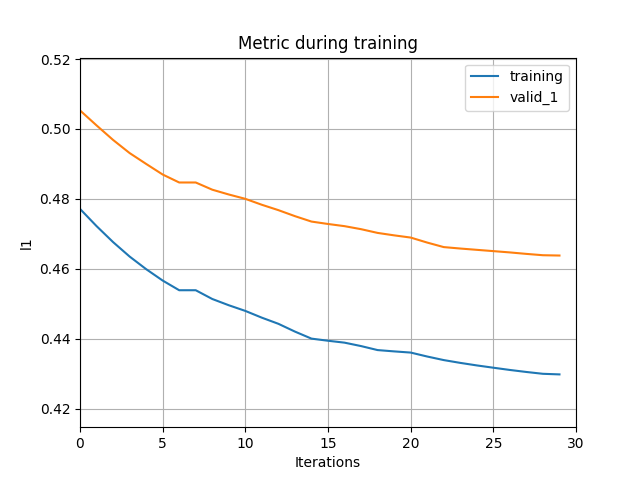 Metric during training
0.52
0.50
0.48
0.46
0.44
0.42
l1
training
valid_1
0 5 10 15 20 25 30
Iterations